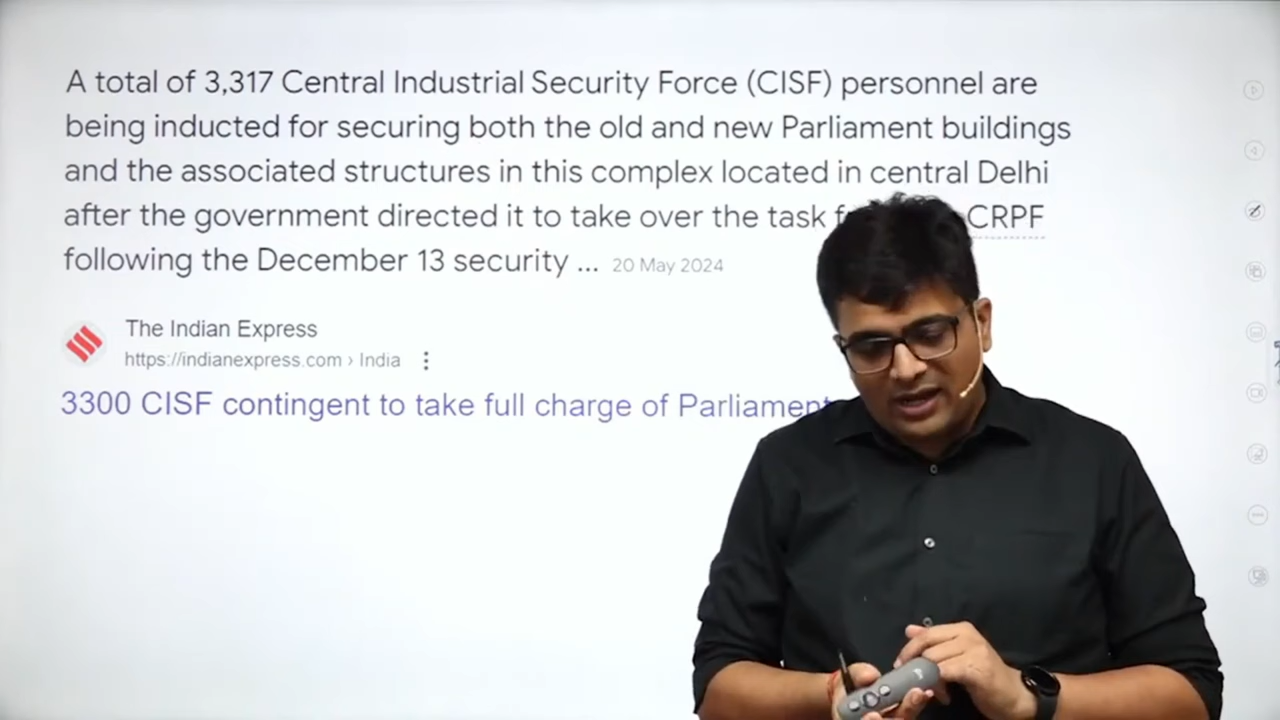 A total of 3,317 Central Industrial Security Force (CISF) personnel are
being inducted for securing both the old and new Parliament buildings
and the associated structures in this complex located in central Delhi
after the government directed it to take over the task CRPF
following the December 13 security ... 20 May 2024
The Indian Express
https://indianexpress.com › India
3300 CISF contingent to take full charge of Parliament